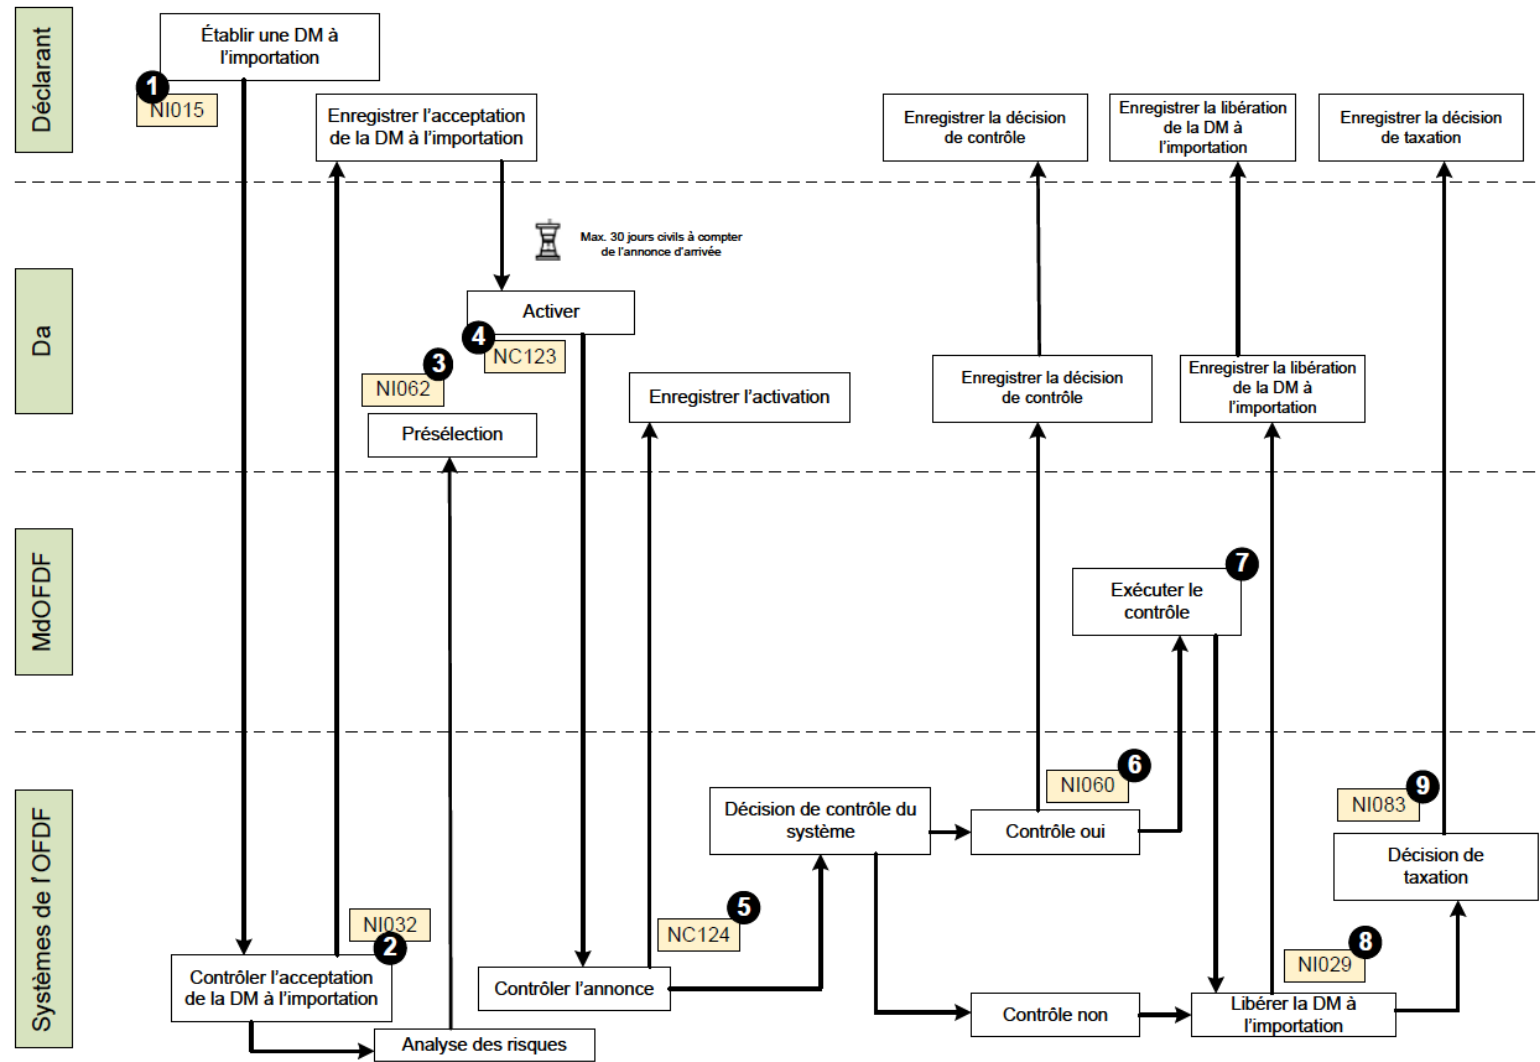 Déclarant
Établir une DM à
l’importation
1
NI015
Enregistrer l’acceptation
de la DM à l’importation
Enregistrer la décision
de contrôle
Enregistrer la libération
de la DM à
l’importation
Enregistrer la décision
de taxation
Da
Max. 30 jours civils à compter
de l’annonce d’arrivée
Activer
4
NC123
3
NI062
Présélection
Enregistrer l’activation
Enregistrer la décision
de contrôle
Enregistrer la libération
de la DM à
l’importation
MdOFDF
7
Exécuter le
contrôle
Systèmes de l’OFDF
6
NI060
9
NI083
Décision de contrôle du
système
Contrôle oui
Décision de
taxation
NI032
2
5
NC124
8
NI029
Contrôler l’acceptation
de la DM à l’importation
Contrôler l’annonce
Contrôle non
Libérer la DM à
l’importation
Analyse des risques